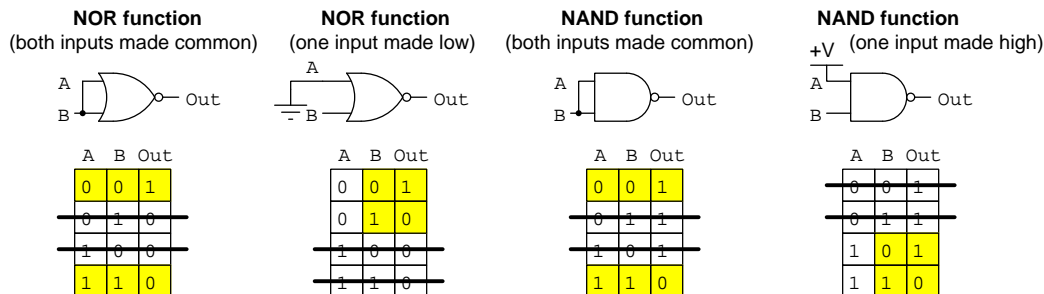 NOR function NOR function NAND function NAND function
(both inputs made common) (one input made low) (both inputs made common) (one input made high)
+V
A A A A
Out Out Out Out
B B B B
A B Out A B Out A B Out A B Out
0 0 1 0 0 1 0 0 1 0 0 1
0 1 0 0 1 0 0 1 1 0 1 1
1 0 0 1 0 0 1 0 1 1 0 1
1 1 0 1 1 0 1 1 0 1 1 0